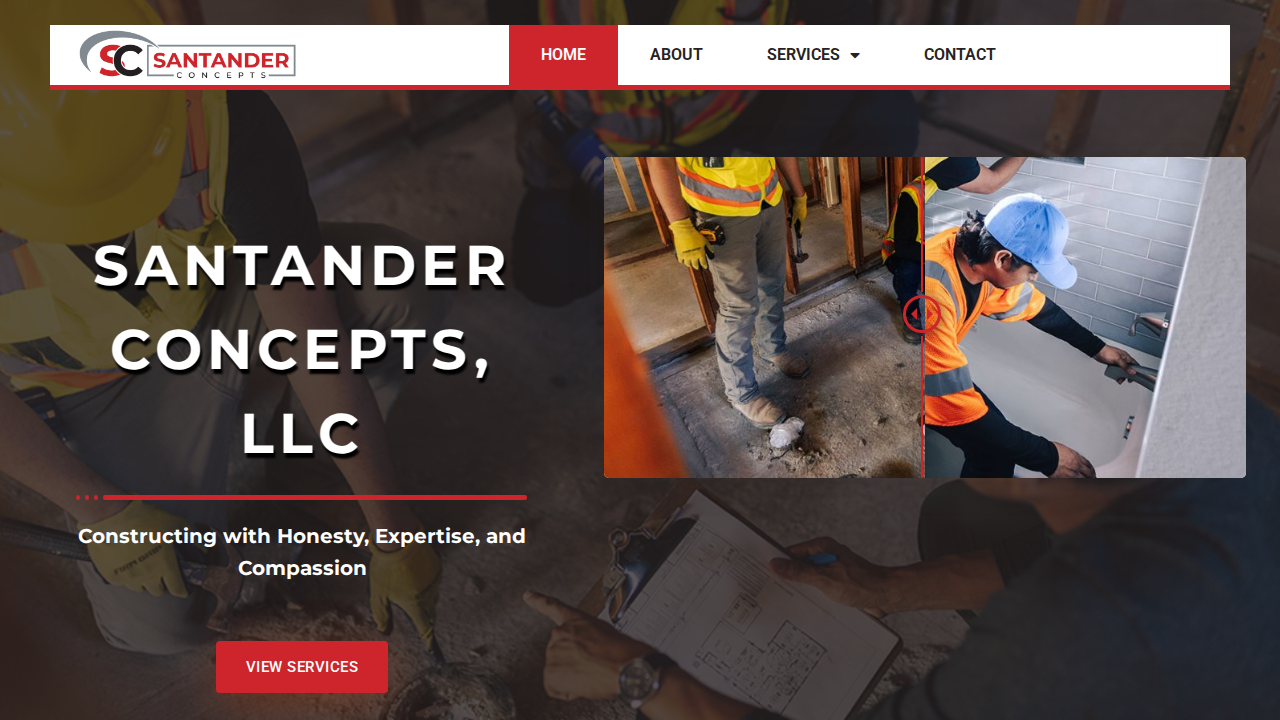 SC SANTANDER
CONCEPTS
HOME ABOUT SERVICES CONTACT
SANTANDER
CONCEPTS,
LLC
Constructing with Honesty, Expertise, and
Compassion
VIEW SERVICES